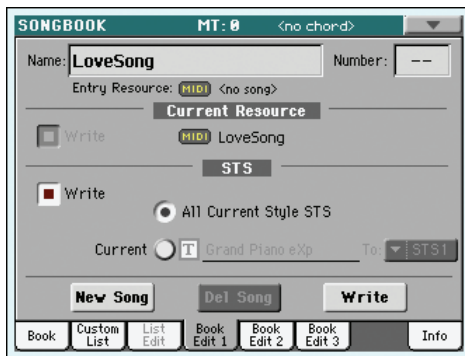 SONGBOOK MT: 0 <no chord>
Name: LoveSong Number: --
Entry Resource: MIDI <no song>
Current Resource
Write MIDI LoveSong
STS
Write
All Current Style STS
Current T Grand Piano eXp To: STS1
New Song Del Song Write
Book Custom List List Edit Book Edit 1 Book Edit 2 Book Edit 3 Info